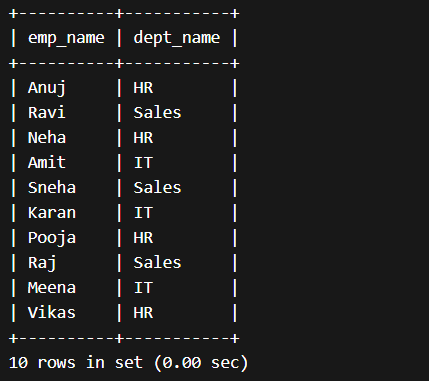 +----------+-----------+
| emp_name | dept_name |
+----------+-----------+
| Anuj     | HR        |
| Ravi     | Sales     |
| Neha     | HR        |
| Amit     | IT        |
| Sneha    | Sales     |
| Karan    | IT        |
| Pooja    | HR        |
| Raj      | Sales     |
| Meena    | IT        |
| Vikas    | HR        |
+----------+-----------+
10 rows in set (0.00 sec)